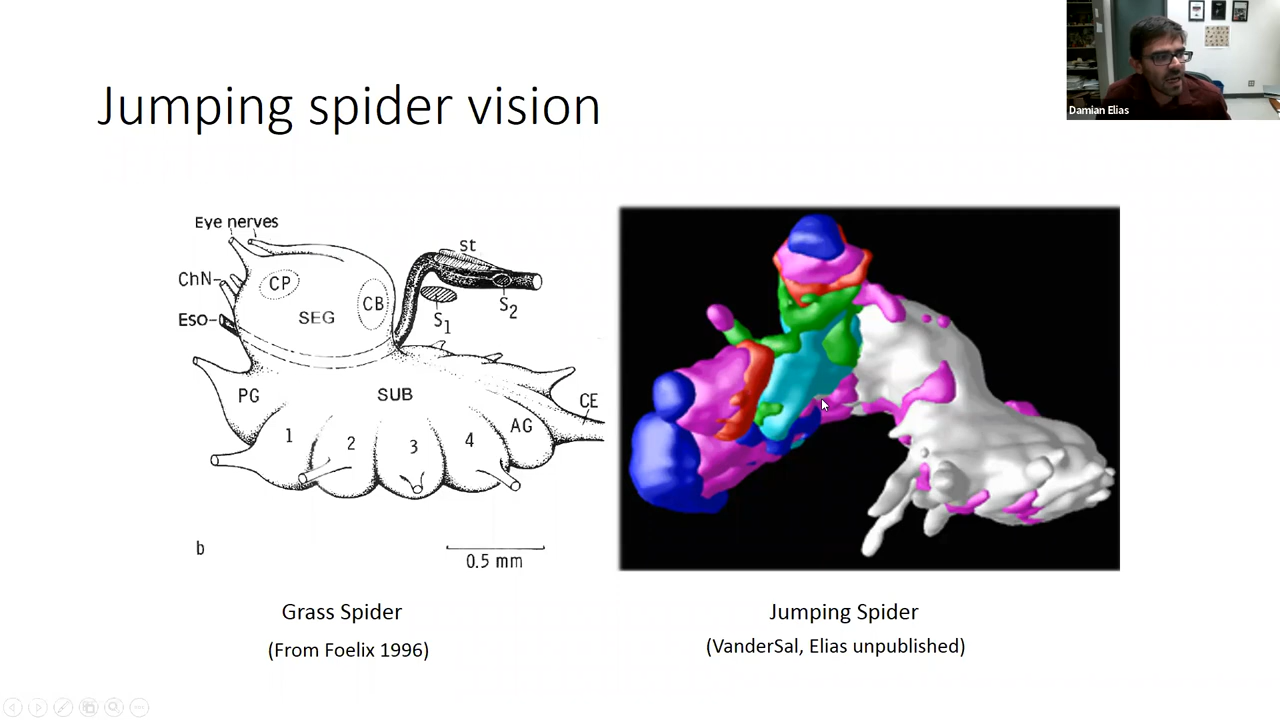 Damian Elias
Jumping spider vision
Eye nerves
st
ChN
CP
CB
SEG
Eso
S1
S2
PG
SUB
CE
1
2
3
4
AG
b
0.5 mm
Grass Spider
(From Foelix 1996)
Jumping Spider
(VanderSal, Elias unpublished)